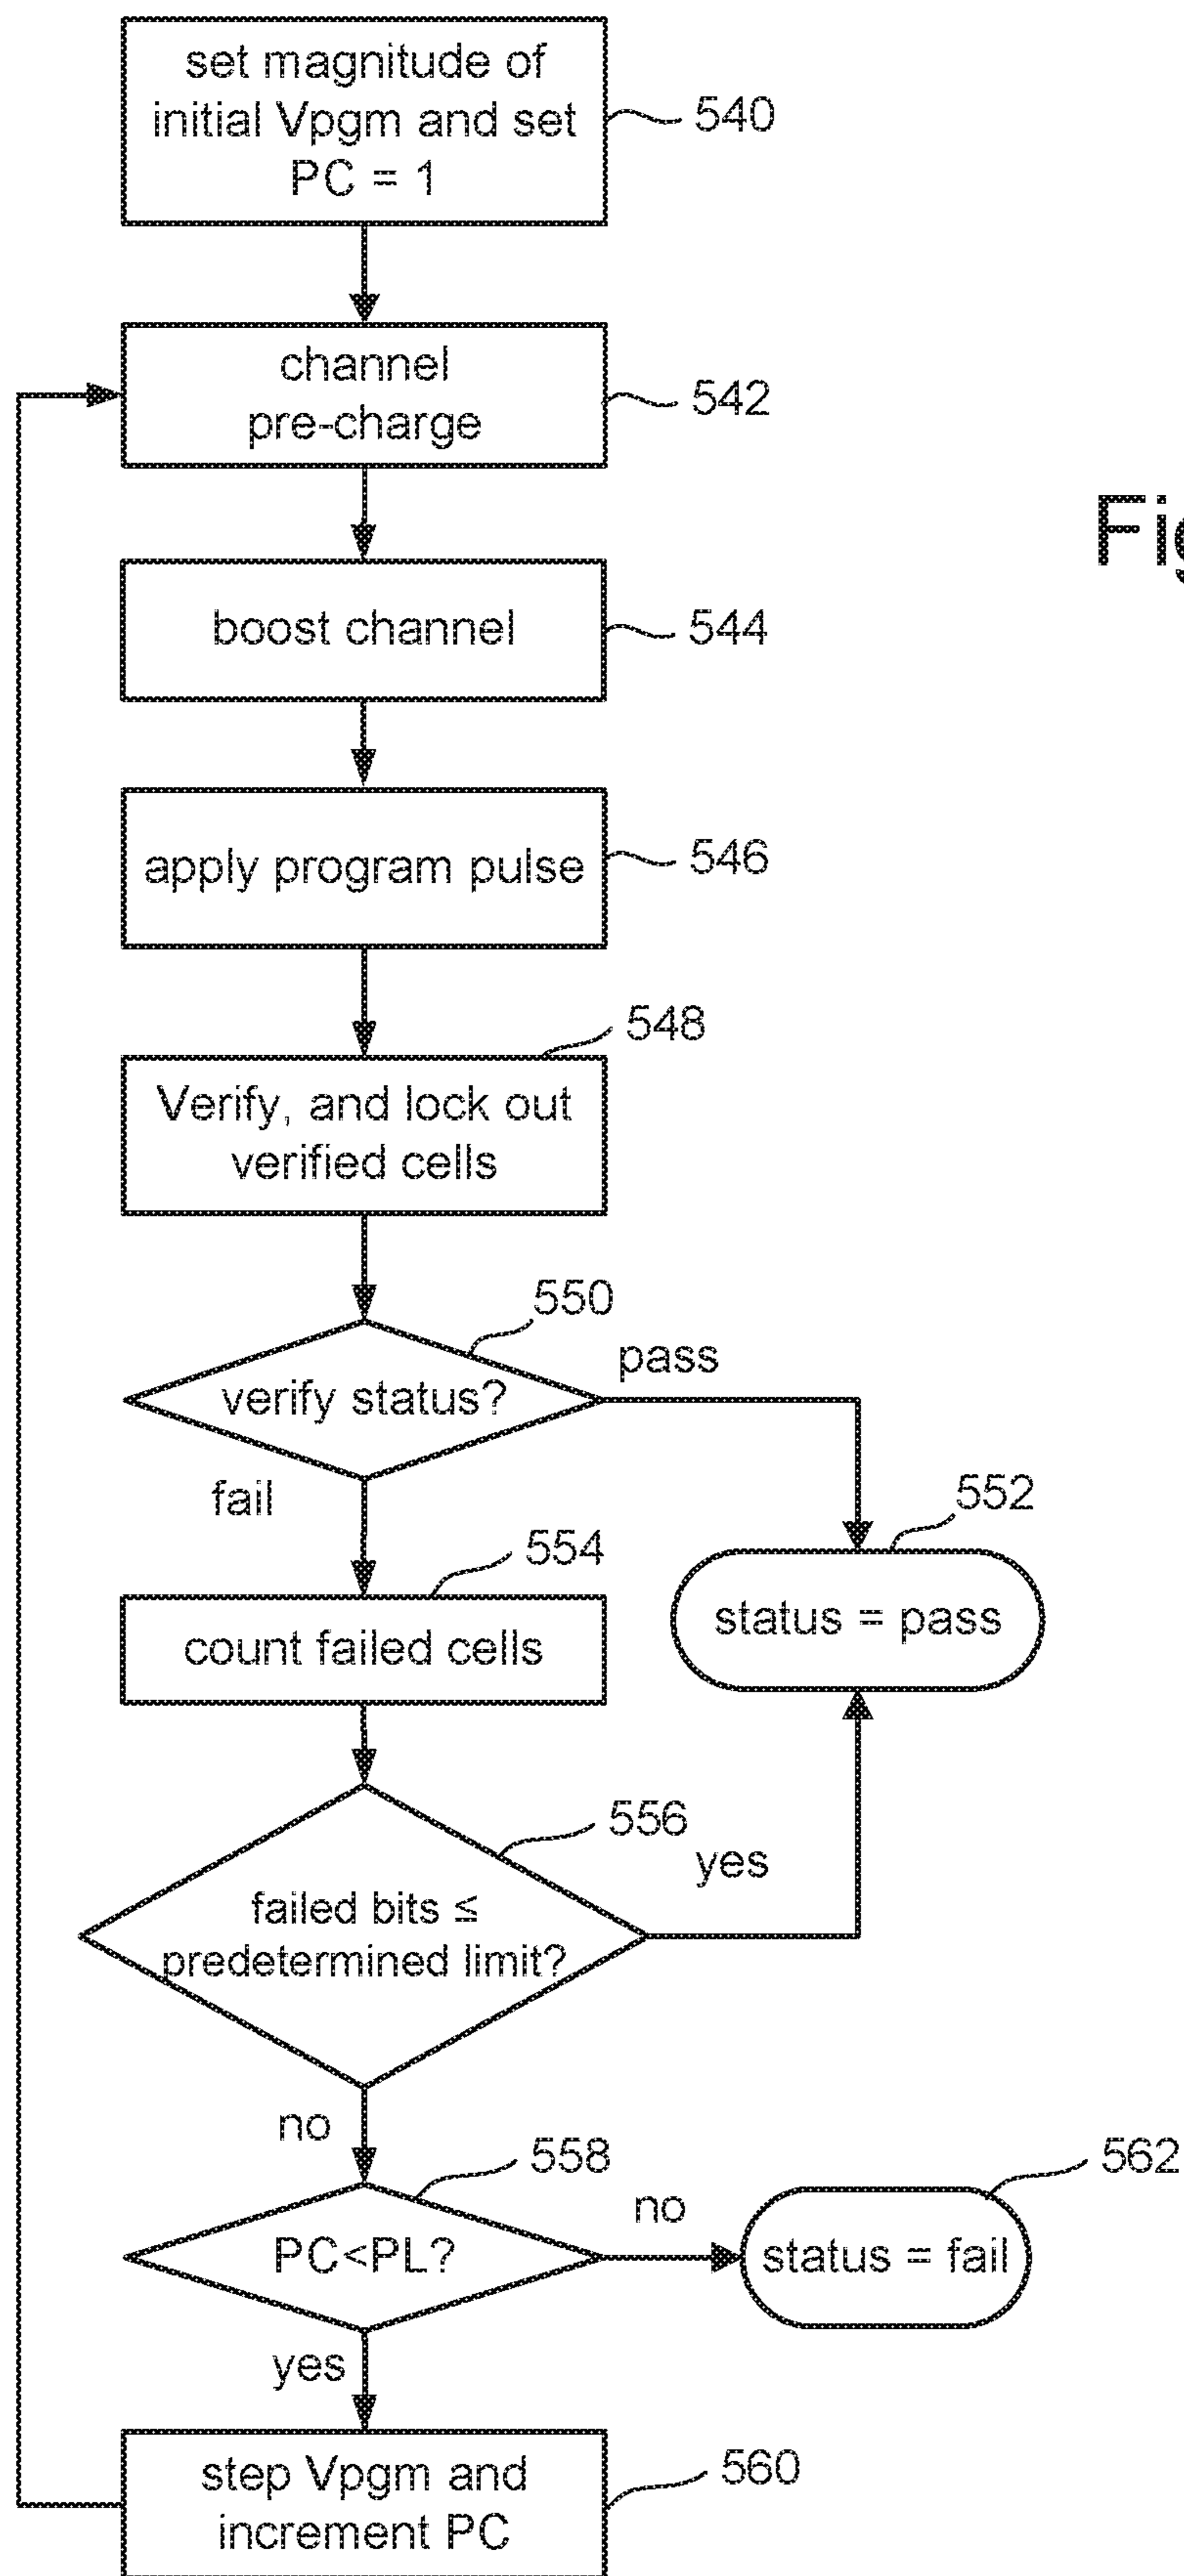 set magnitude of
initial Vpgm and set
PC = 1
540
channel
pre-charge
542
Fig
boost channel
544
apply program pulse
546
548
Verify, and lock out
verified cells
550
verify status?
pass
fail
552
status = pass
554
count failed cells
556
yes
failed bits ≤
predetermined limit?
no
558
562
PC<PL?
no
status = fail
yes
step Vpgm and
increment PC
560